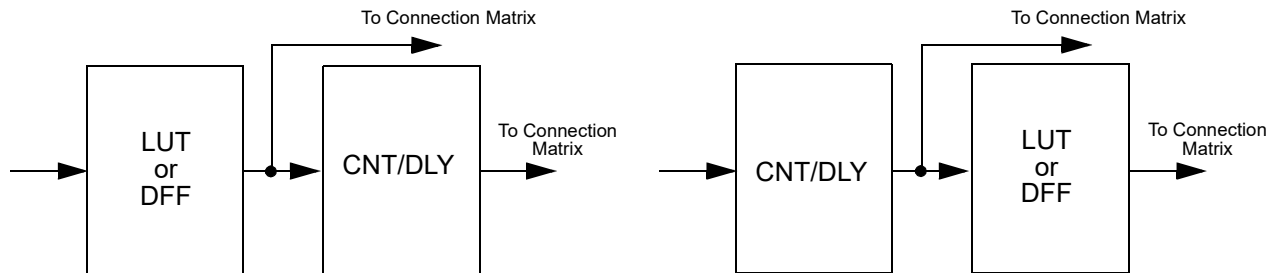 To Connection Matrix
LUT
or
DFF
CNT/DLY
To Connection
Matrix
To Connection Matrix
CNT/DLY
LUT
or
DFF
To Connection
Matrix